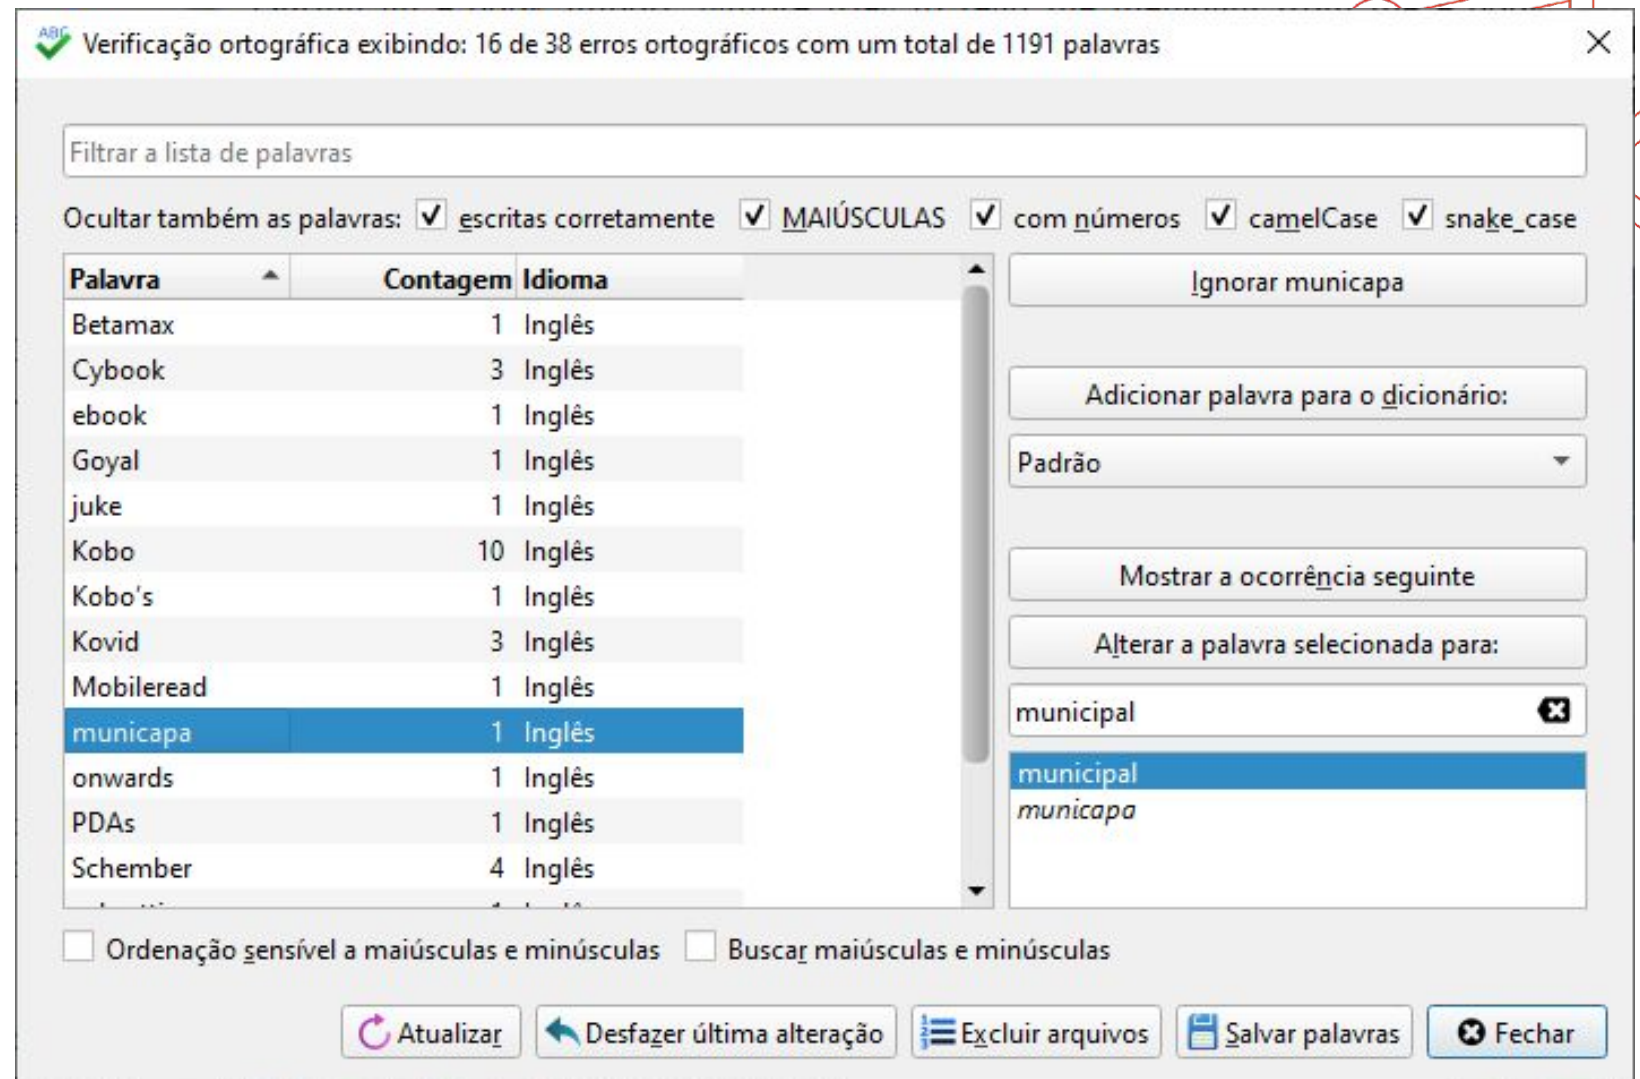 ABC
Verificação ortográfica exibindo: 16 de 38 erros ortográficos com um total de 1191 palavras
Filtrar a lista de palavras
Ocultar também as palavras: escritas corretamente MAIÚSCULAS com números camelCase snake_case
Palavra Contagem Idioma
Betamax 1 Inglês
Cybook 3 Inglês
ebook 1 Inglês
Goyal 1 Inglês
juke 1 Inglês
Kobo 10 Inglês
Kobo's 1 Inglês
Kovid 3 Inglês
Mobileread 1 Inglês
municapa 1 Inglês
onwards 1 Inglês
PDAs 1 Inglês
Schember 4 Inglês
Ignorar municapa
Adicionar palavra para o dicionário:
Padrão
Mostrar a ocorrência seguinte
Alterar a palavra selecionada para:
municipal
municipal
municapa
Ordenação sensível a maiúsculas e minúsculas Buscar maiúsculas e minúsculas
Atualizar Desfazer última alteração Excluir arquivos Salvar palavras Fechar